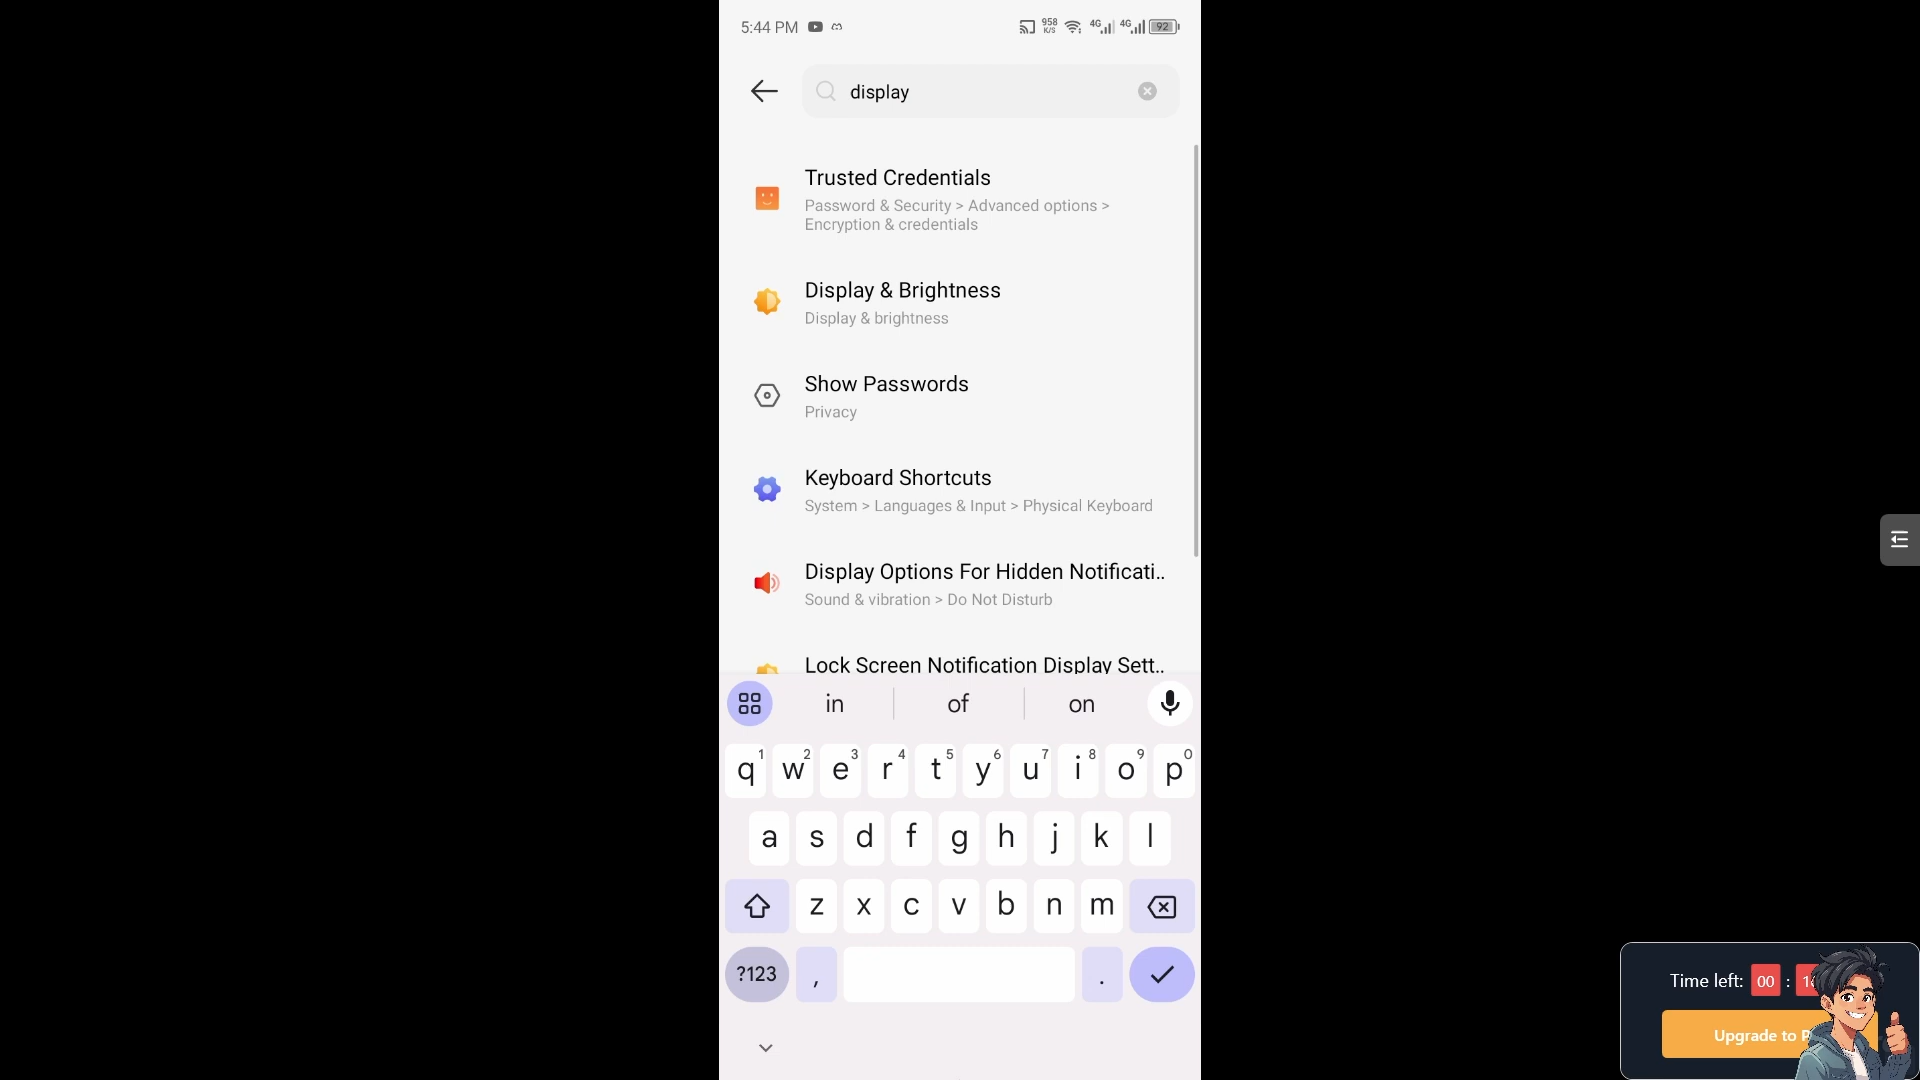 5:44 PM
958
K/S
4G
4G
92
display
Trusted Credentials
Password & Security > Advanced options >
Encryption & credentials
Display & Brightness
Display & brightness
Show Passwords
Privacy
Keyboard Shortcuts
System > Languages & Input > Physical Keyboard
Display Options For Hidden Notificati..
Sound & vibration > Do Not Disturb
Lock Screen Notification Display Sett..
in of on
q1 w2 e3 r4 t5 y6 u7 i8 o9 p0
a s d f g h j k l
z x c v b n m
?123 , .
Time left: 00 :
Upgrade to